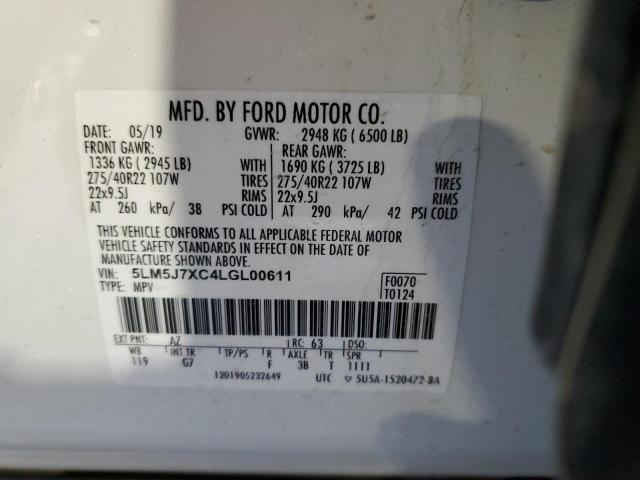 MFD. BY FORD MOTOR CO.
DATE: 05/19 GVWR: 2948 KG ( 6500 LB)
FRONT GAWR: REAR GAWR:
1336 KG ( 2945 LB) WITH 1690 KG ( 3725 LB) WITH
275/40R22 107W TIRES 275/40R22 107W TIRES
22x9.5J RIMS 22x9.5J RIMS
AT 260 kPa/ 38 PSI COLD AT 290 kPa/ 42 PSI COLD
THIS VEHICLE CONFORMS TO ALL APPLICABLE FEDERAL MOTOR
VEHICLE SAFETY STANDARDS IN EFFECT ON THE DATE OF
MANUFACTURE SHOWN ABOVE.
VIN: 5LM5J7XC4LGL00611 F0070
TYPE: MPV T0124
EXT PNT: AZ RC: 63 DSO:
WB INT TR TP/PS R AXLE TR SPR
119 G7 F 3B T 1111
1201905232649 UTC ▽ 5U5A-1520472-BA